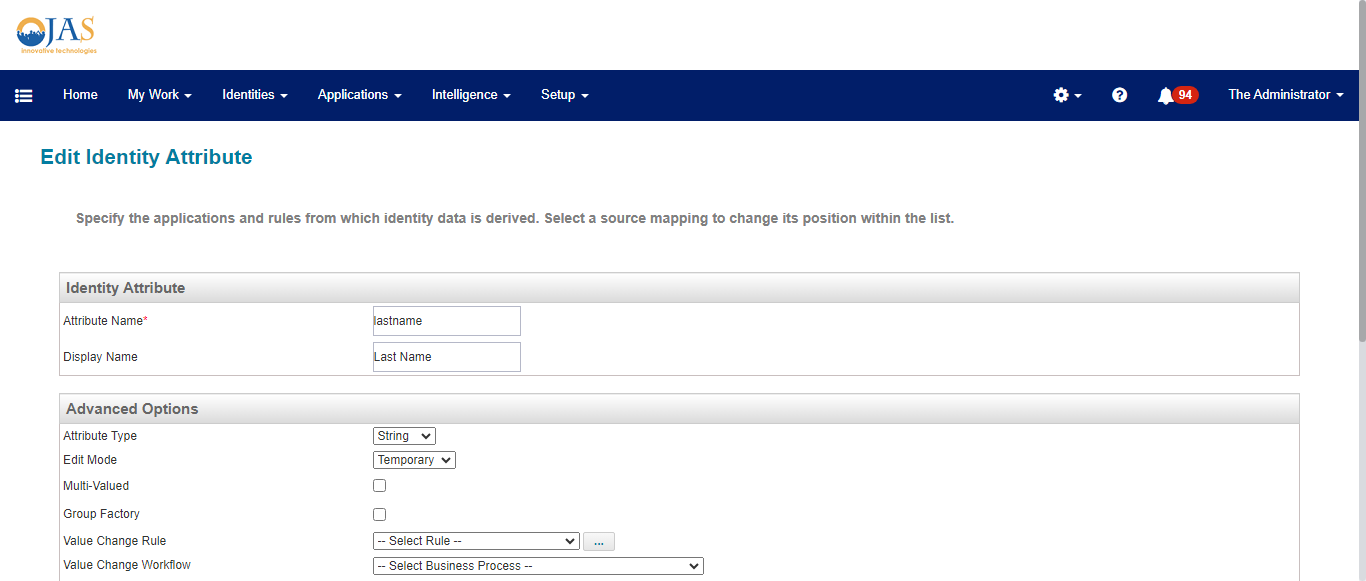 OJAS
innovative technologies
Home My Work Identities Applications Intelligence Setup 94 The Administrator
Edit Identity Attribute
Specify the applications and rules from which identity data is derived. Select a source mapping to change its position within the list.
Identity Attribute
Attribute Name* lastname
Display Name Last Name
Advanced Options
Attribute Type String
Edit Mode Temporary
Multi-Valued
Group Factory
Value Change Rule -- Select Rule -- ...
Value Change Workflow -- Select Business Process --